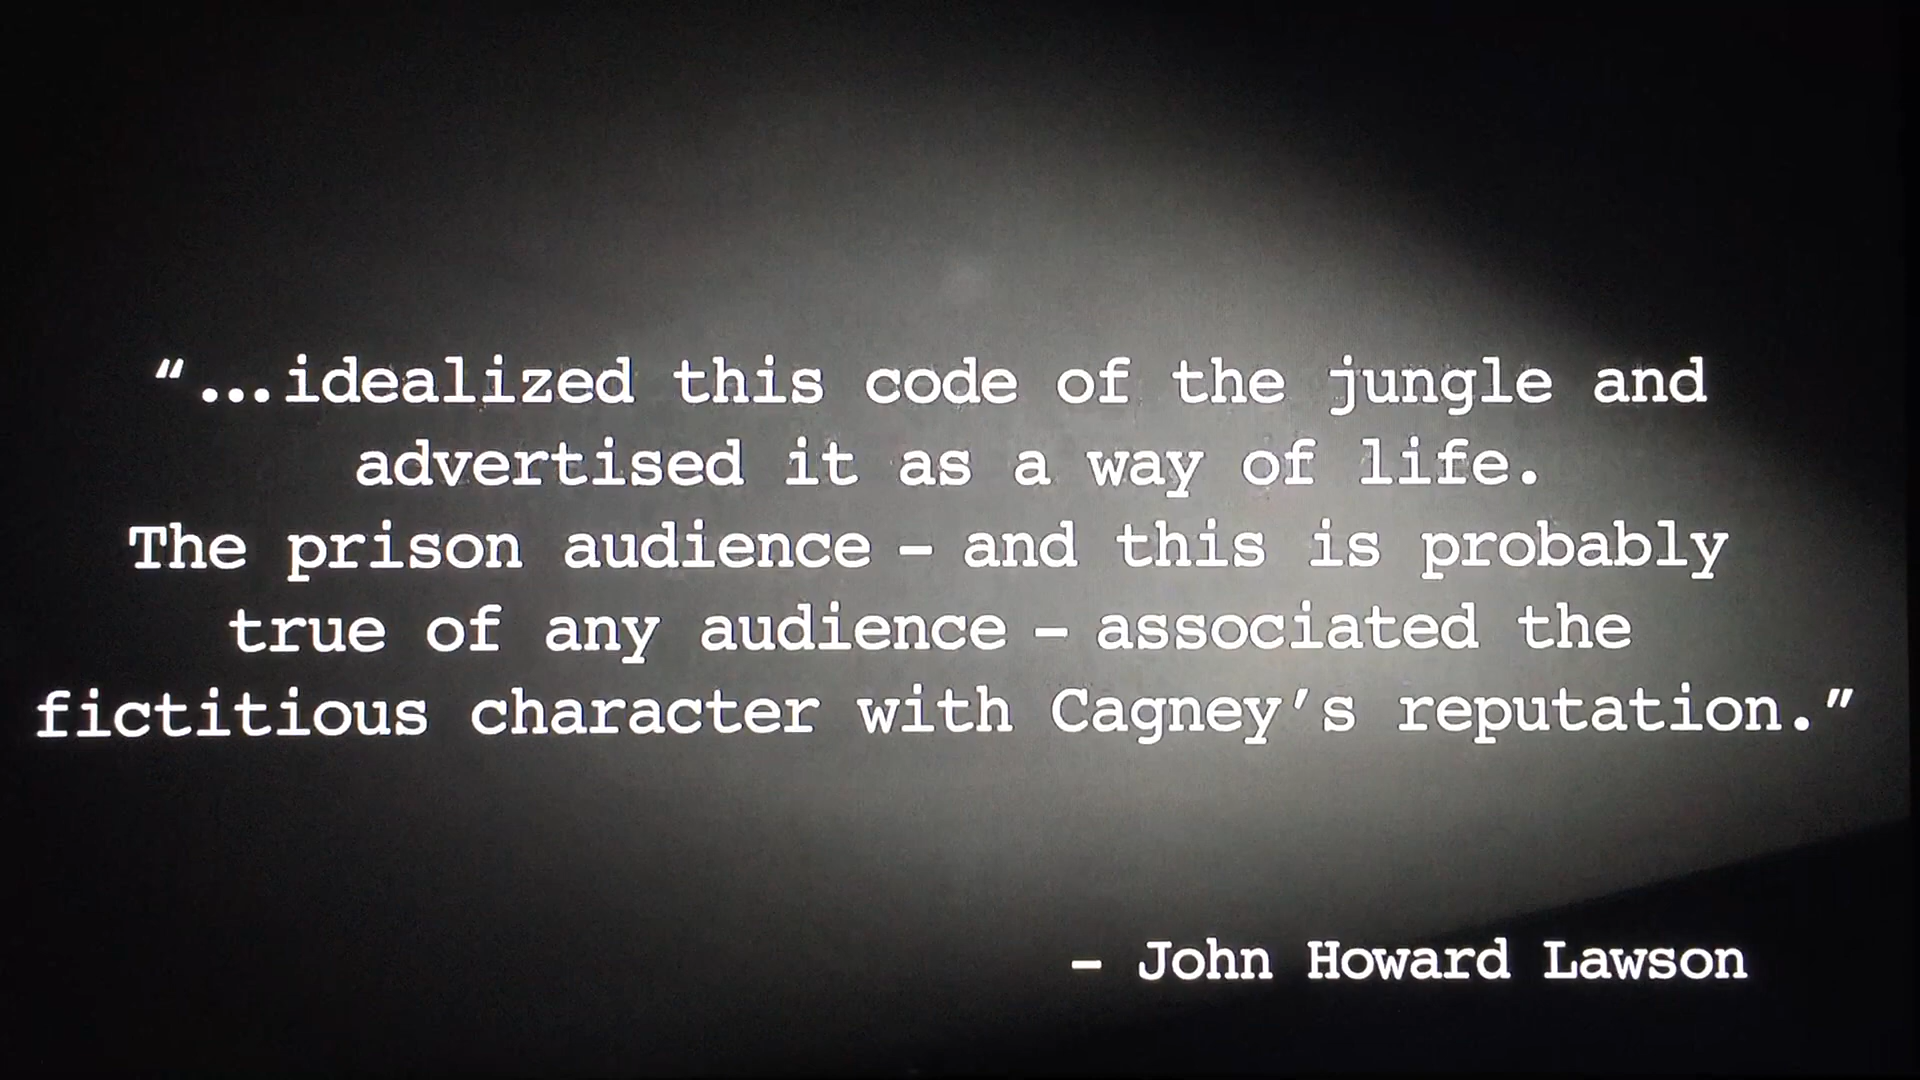 “...idealized this code of the jungle and
advertised it as a way of life.
The prison audience – and this is probably
true of any audience – associated the
fictitious character with Cagney’s reputation.”
– John Howard Lawson